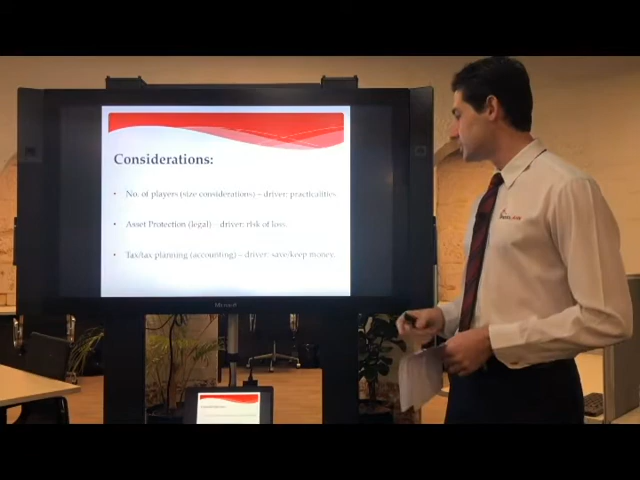 Considerations:
• No. of players (size considerations) – driver: practicalities.
• Asset Protection (legal) – driver: risk of loss.
• Tax/tax planning (accounting) – driver: save/keep money.
Microsoft